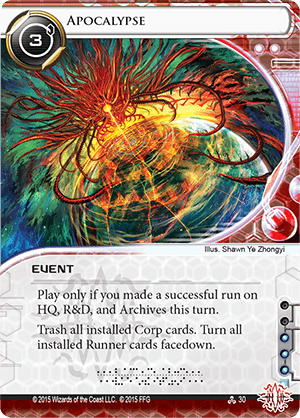 APOCALYPSE
3
Illus. Shawn Ye Zhongyi
EVENT
Play only if you made a successful run on
HQ, R&D, and Archives this turn.
Trash all installed Corp cards. Turn all
installed Runner cards facedown.
© 2015 Wizards of the Coast LLC. © 2015 FFG
30